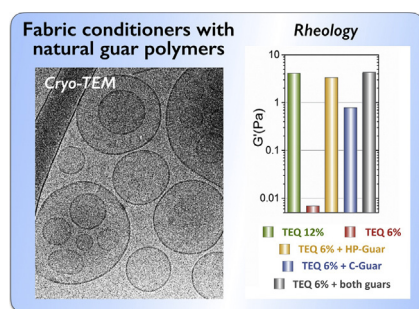 Fabric conditioners with
natural guar polymers
Rheology
Cryo-TEM
G'(Pa)
10
1
0.1
0.01
TEQ 12% TEQ 6%
TEQ 6% + HP-Guar
TEQ 6% + C-Guar
TEQ 6% + both guars